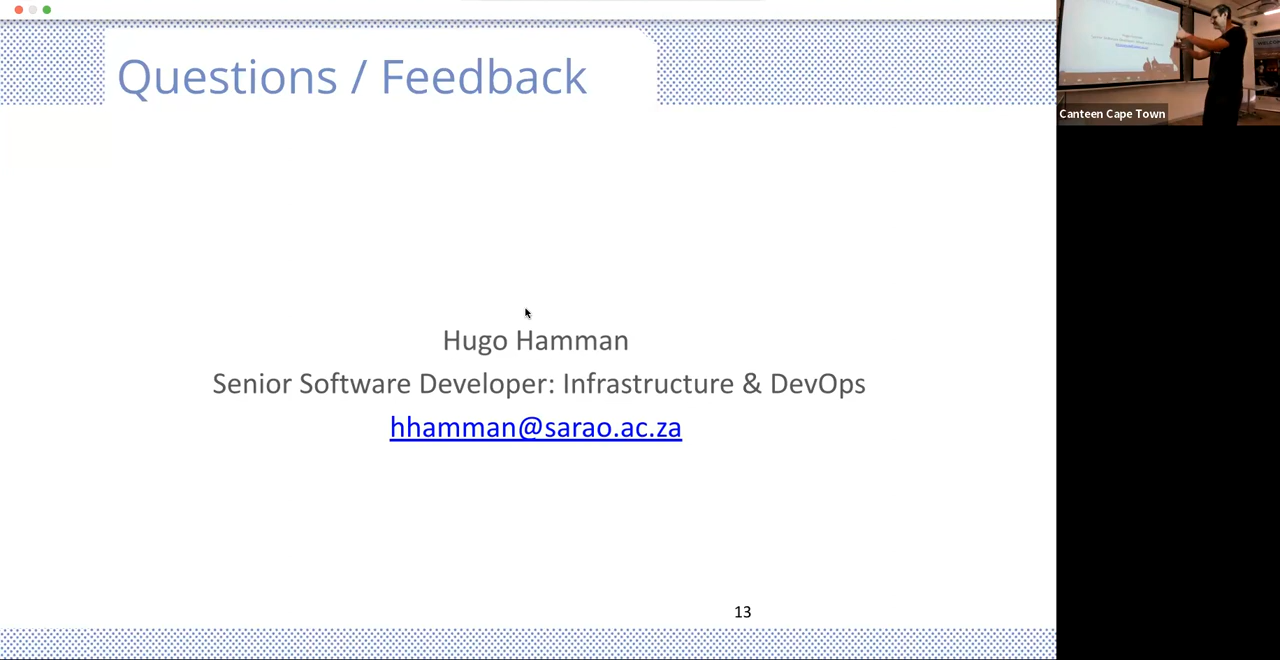 Questions / Feedback
Canteen Cape Town
Hugo Hamman
Senior Software Developer: Infrastructure & DevOps
hhamman@sarao.ac.za
13